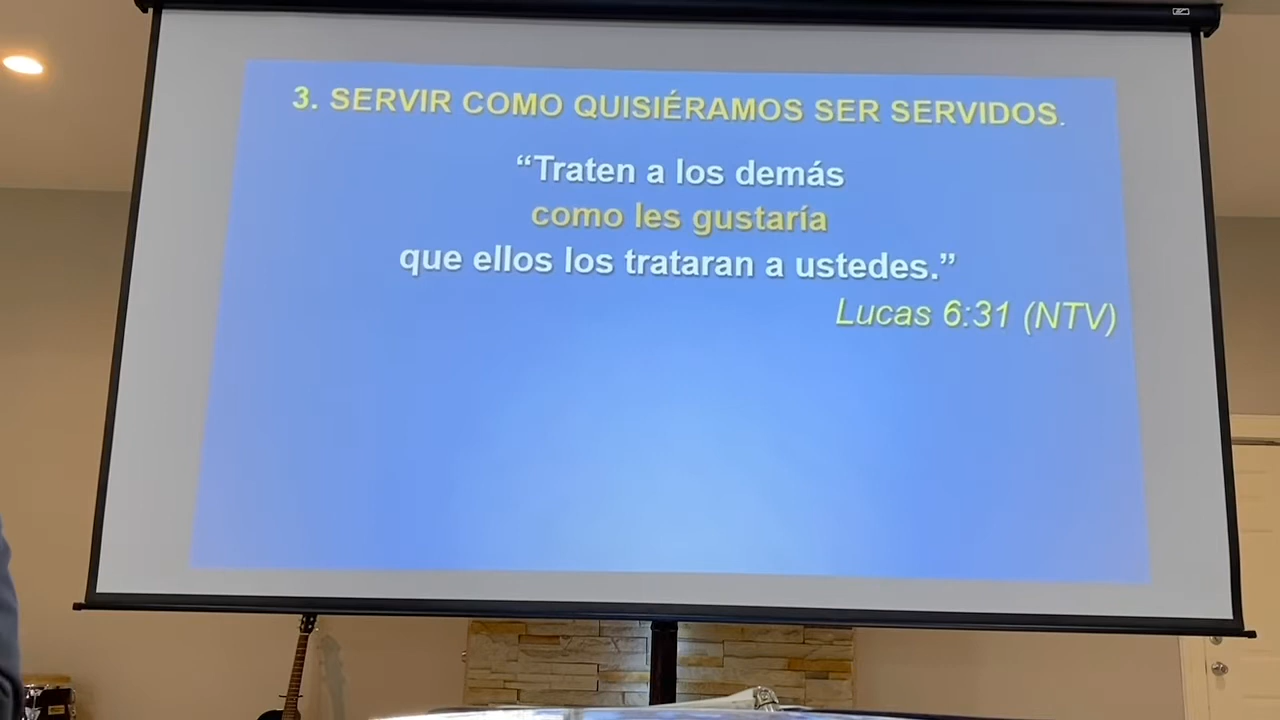 3. SERVIR COMO QUISIÉRAMOS SER SERVIDOS.
“Traten a los demás
como les gustaría
que ellos los trataran a ustedes.”
Lucas 6:31 (NTV)